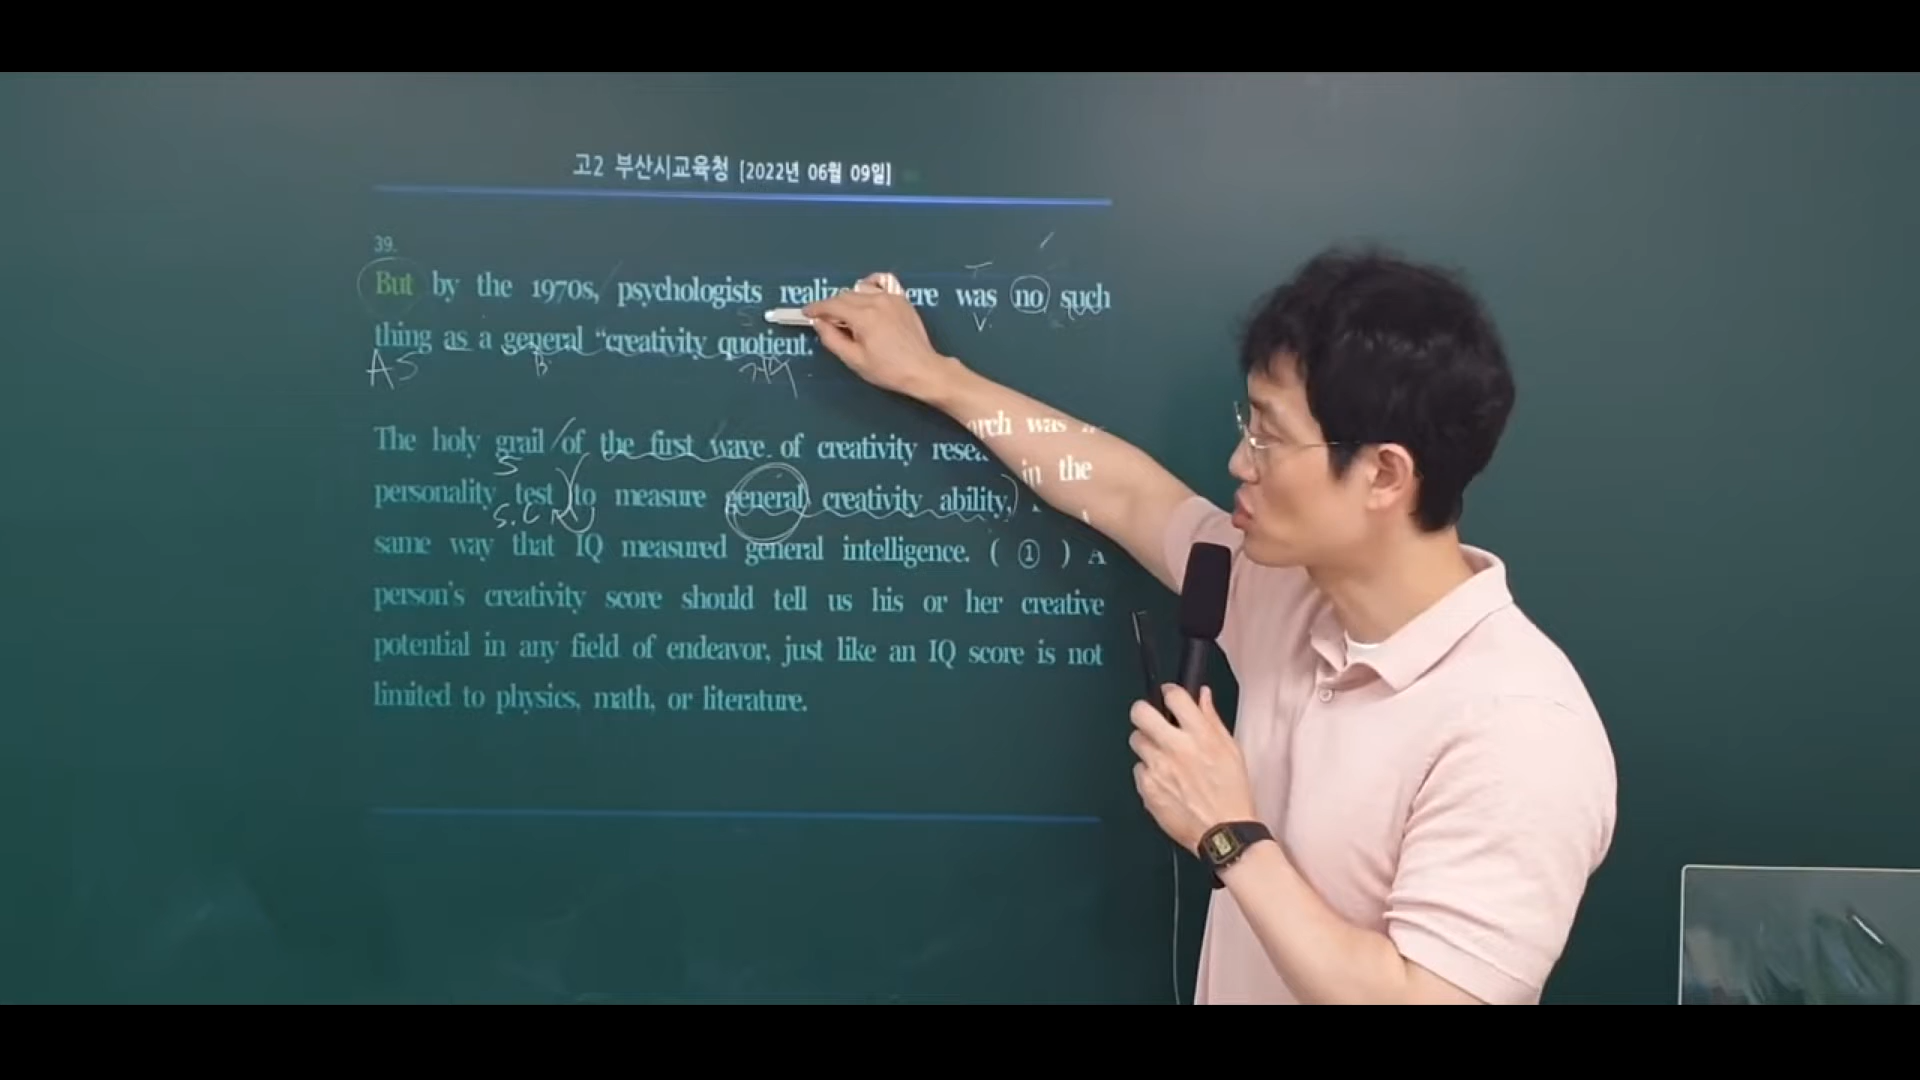 고2 부산시교육청 [2022년 06월 09일]
39.
But by the 1970s, psychologists was no such
thing as a general “creativity quotient.
The holy grail of the first wave of creativity was
personality test to measure general creativity ability, in the
same way that IQ measured general intelligence. ( ① ) A
person's creativity score should tell us his or her creative
potential in any field of endeavor, just like an IQ score is not
limited to physics, math, or literature.